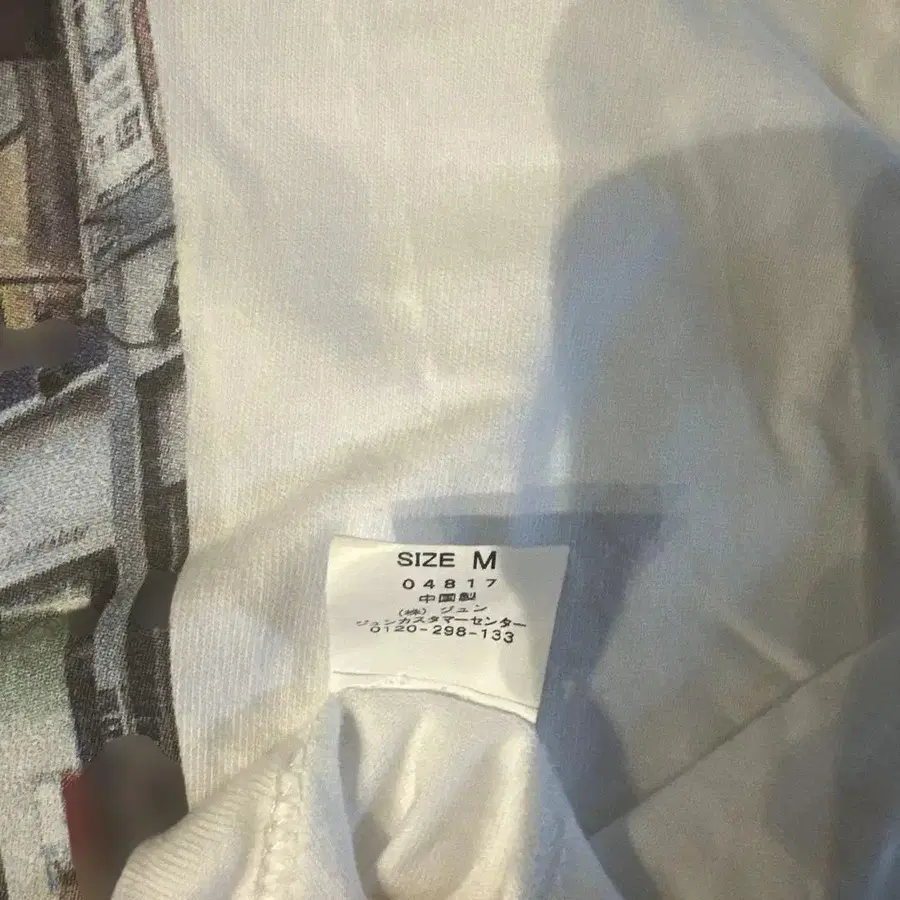 SIZE M
04817
中国製
(株) ジュン
ジュンカスタマーセンター
0120-298-133